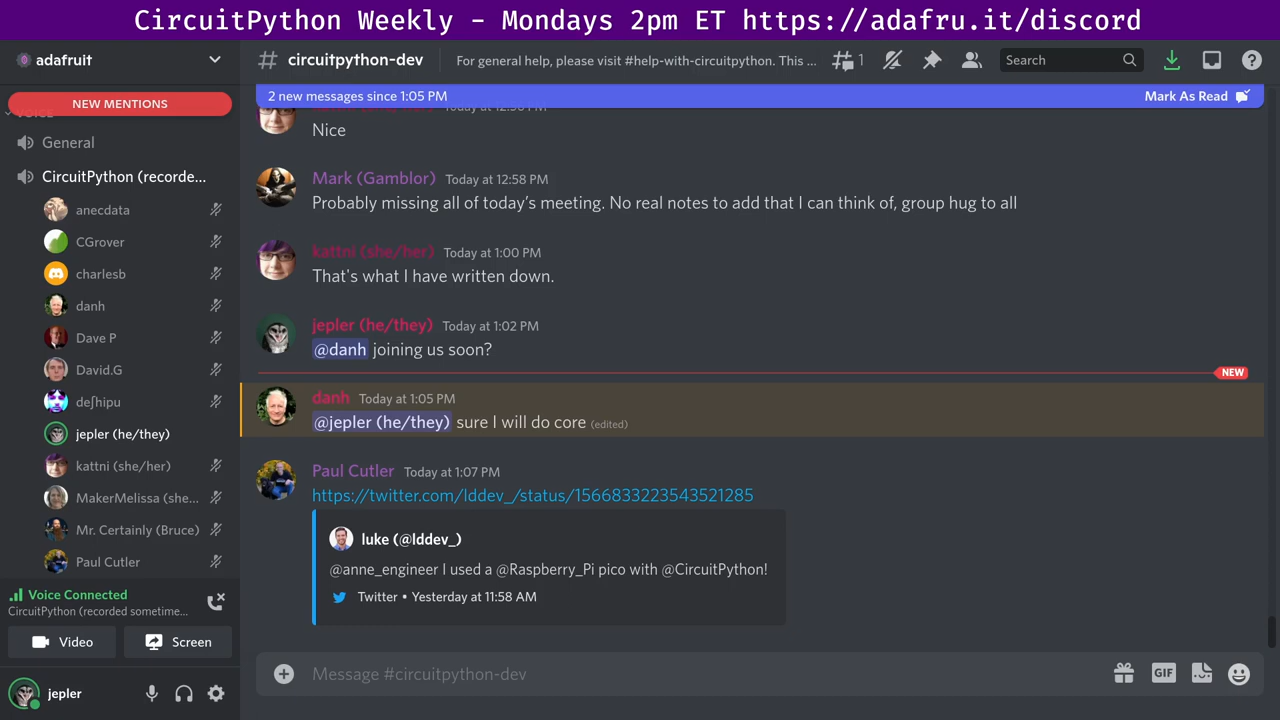 CircuitPython Weekly - Mondays 2pm ET https://adafru.it/discord
adafruit
# circuitpython-dev
For general help, please visit #help-with-circuitpython. This ...
1
Search
NEW MENTIONS
2 new messages since 1:05 PM
Mark As Read
VOICE
General
CircuitPython (recorde...
anecdata
CGrover
charlesb
danh
Dave P
David.G
deʃhipu
jepler (he/they)
kattni (she/her)
MakerMelissa (she...
Mr. Certainly (Bruce)
Paul Cutler
Voice Connected
CircuitPython (recorded sometime...
Video
Screen
jepler
Nice
Mark (Gamblor) Today at 12:58 PM
Probably missing all of today’s meeting. No real notes to add that I can think of, group hug to all
kattni (she/her) Today at 1:00 PM
That's what I have written down.
jepler (he/they) Today at 1:02 PM
@danh joining us soon?
NEW
danh Today at 1:05 PM
@jepler (he/they) sure I will do core (edited)
Paul Cutler Today at 1:07 PM
https://twitter.com/lddev_/status/1566833223543521285
luke (@lddev_)
@anne_engineer I used a @Raspberry_Pi pico with @CircuitPython!
Twitter • Yesterday at 11:58 AM
Message #circuitpython-dev
GIF